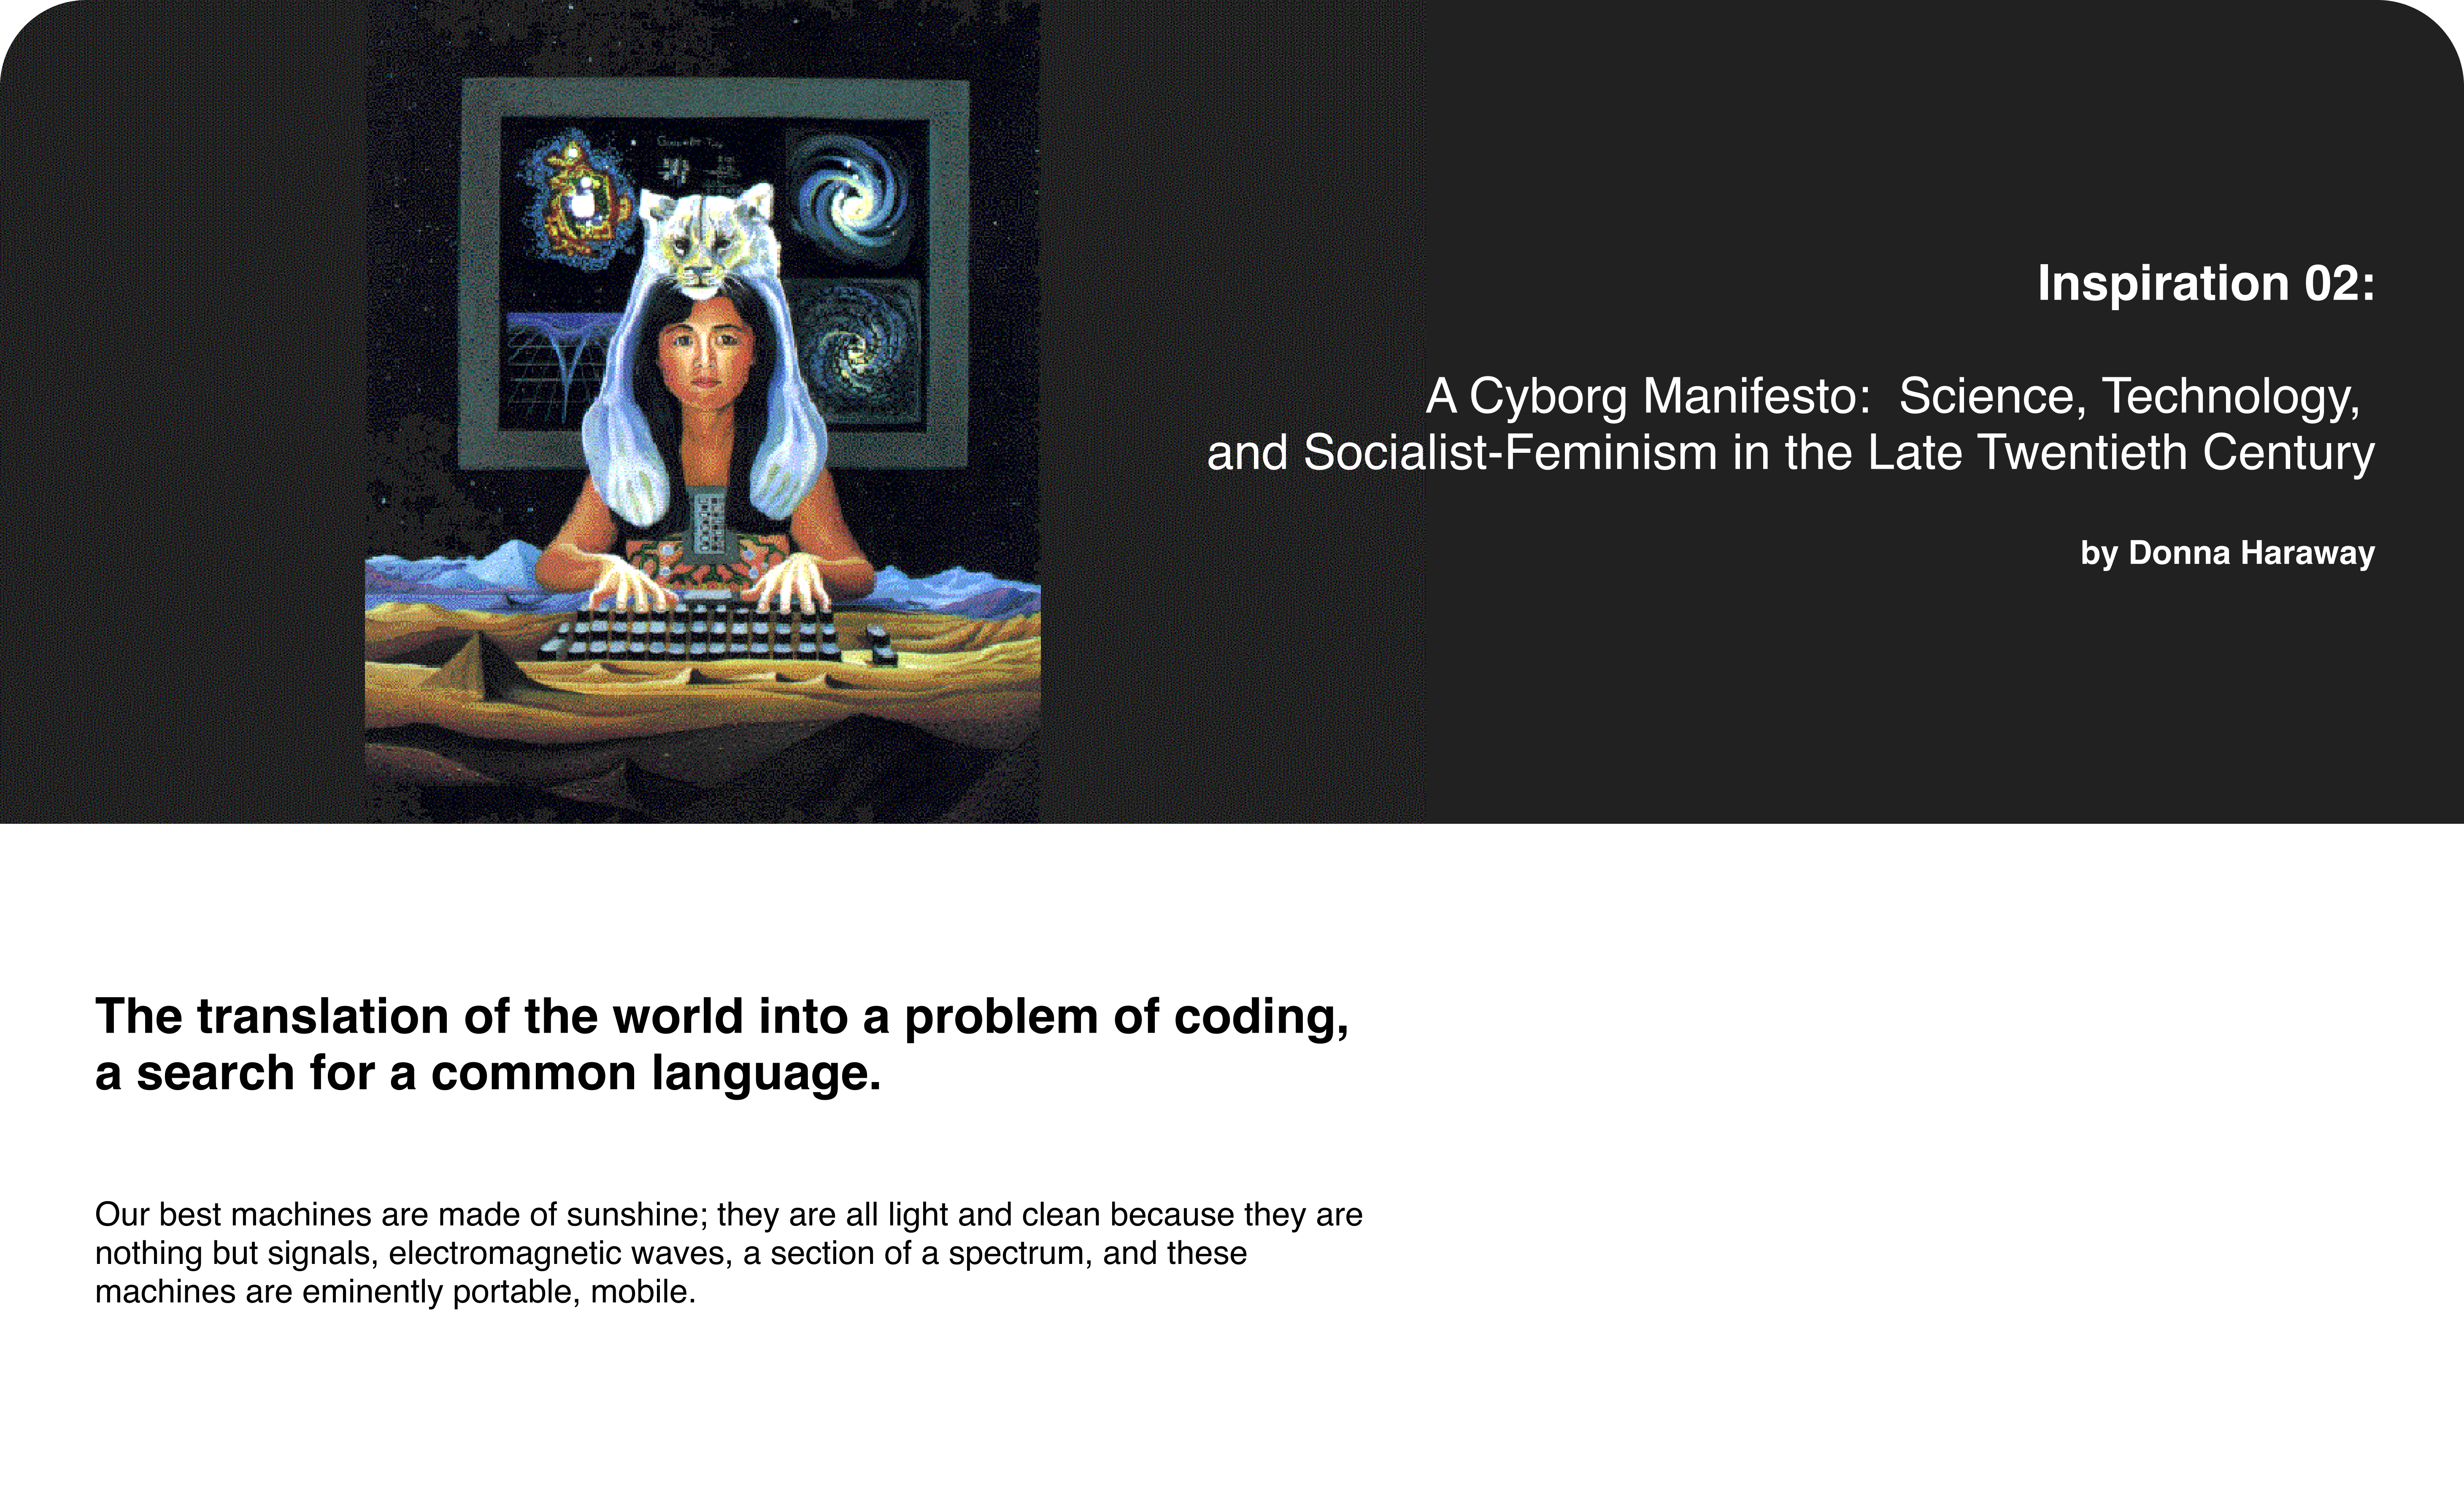 Inspiration 02:
A Cyborg Manifesto:  Science, Technology,
and Socialist-Feminism in the Late Twentieth Century
by Donna Haraway
The translation of the world into a problem of coding,
a search for a common language.
Our best machines are made of sunshine; they are all light and clean because they are
nothing but signals, electromagnetic waves, a section of a spectrum, and these
machines are eminently portable, mobile.